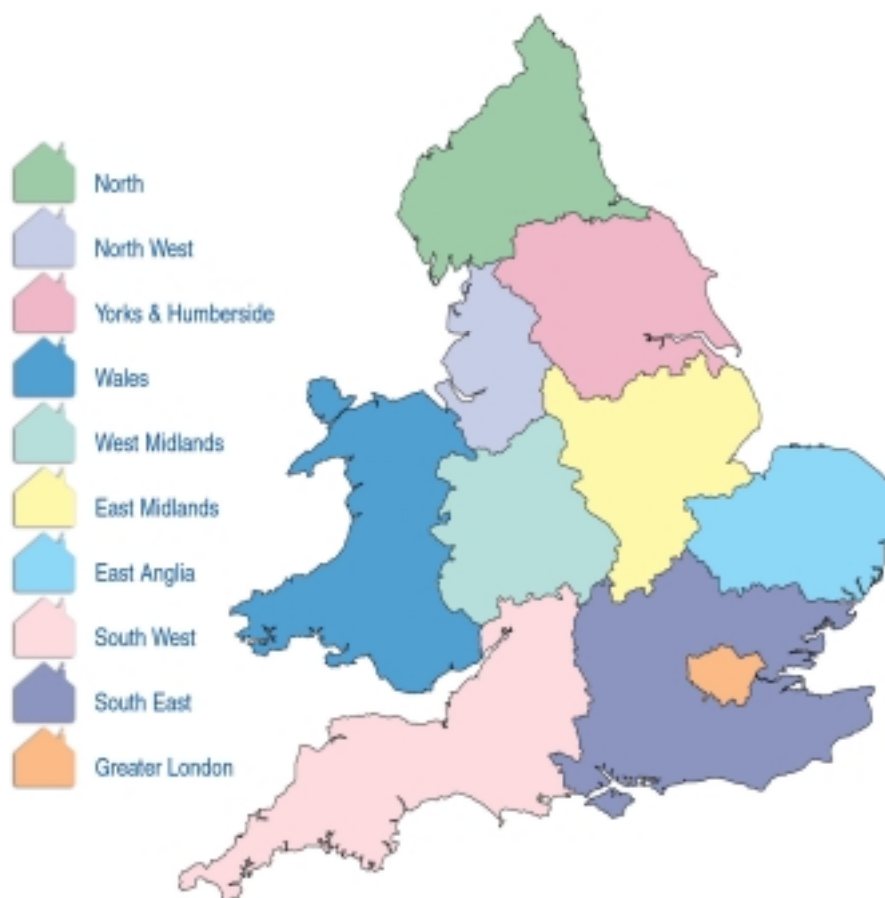 North
North West
Yorks & Humberside
Wales
West Midlands
East Midlands
East Anglia
South West
South East
Greater London